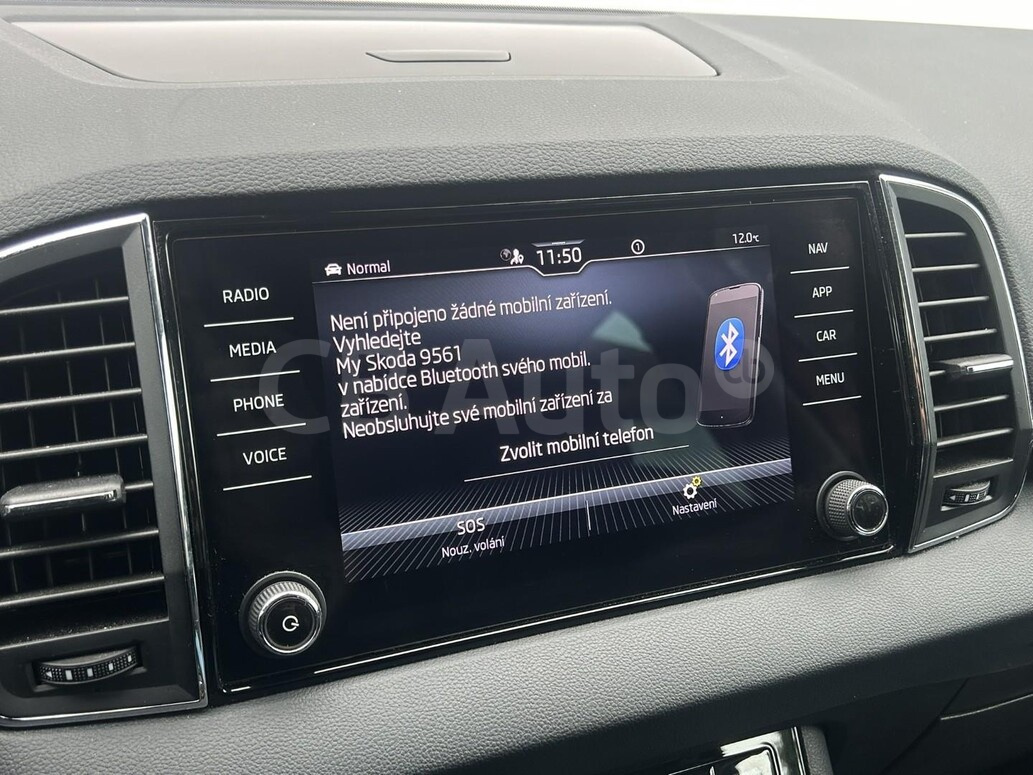 Normal
11:50
1
12.0°C
RADIO
MEDIA
PHONE
VOICE
Není připojeno žádné mobilní zařízení.
Vyhledejte
My Skoda 9561
v nabídce Bluetooth svého mobil.
zařízení.
Neobsluhujte své mobilní zařízení za
Zvolit mobilní telefon
SOS
Nouz. volání
Nastavení
NAV
APP
CAR
MENU